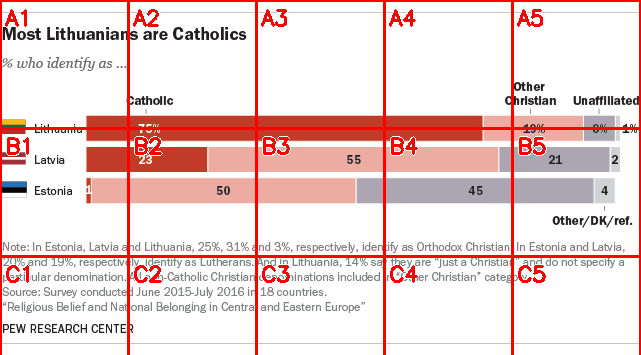 A1 A2 A3 A4 A5
Most Lithuanians are Catholics
% who identify as ...
Catholic Other Christian Unaffiliated
Lithuania 75% 19% 6% 1%
B1 B2 B3 B4 B5
Latvia 23 55 21 2
Estonia 1 50 45 4
Other/DK/ref.
Note: In Estonia, Latvia and Lithuania, 25%, 31% and 3%, respectively, identify as Orthodox Christian. In Estonia and Latvia,
20% and 19%, respectively, identify as Lutherans. And in Lithuania, 14% say they are “just a Christian” and do not specify a
C1 C2 C3 C4 C5
particular denomination. All non-Catholic Christian denominations included in “Other Christian” category.
Source: Survey conducted June 2015-July 2016 in 18 countries.
“Religious Belief and National Belonging in Central and Eastern Europe”
PEW RESEARCH CENTER